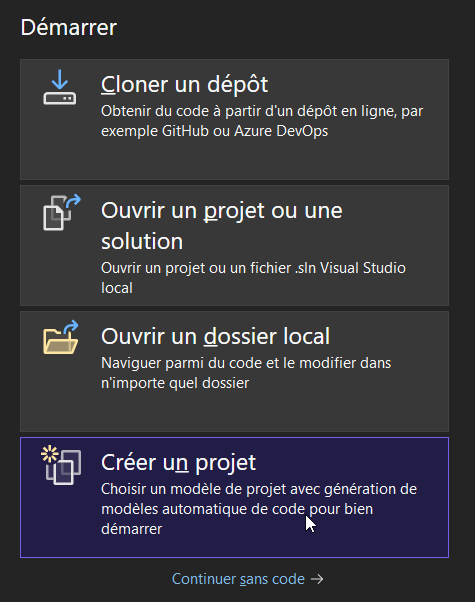 Démarrer
Cloner un dépôt
Obtenir du code à partir d'un dépôt en ligne, par
exemple GitHub ou Azure DevOps
Ouvrir un projet ou une
solution
Ouvrir un projet ou un fichier .sln Visual Studio
local
Ouvrir un dossier local
Naviguer parmi du code et le modifier dans
n'importe quel dossier
Créer un projet
Choisir un modèle de projet avec génération de
modèles automatique de code pour bien
démarrer
Continuer sans code →